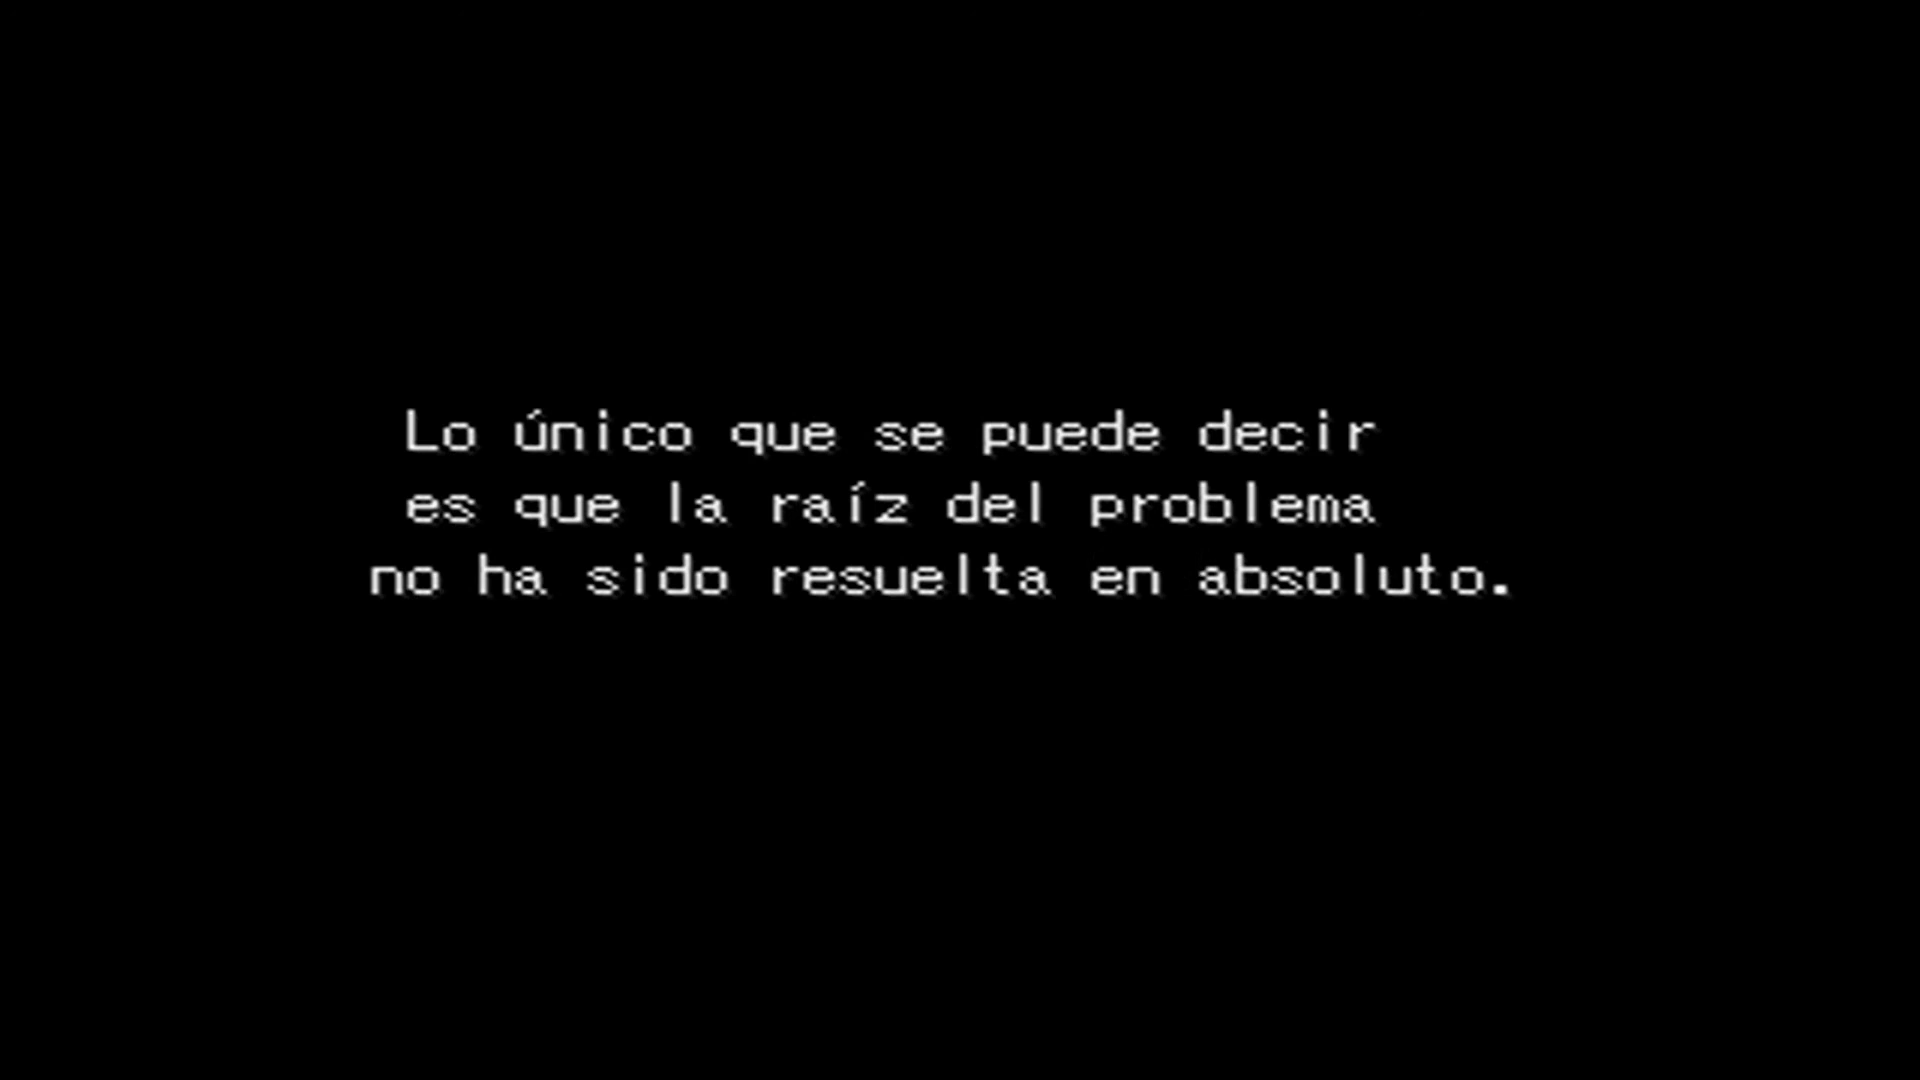 Lo único que se puede decir
es que la raíz del problema
no ha sido resuelta en absoluto.